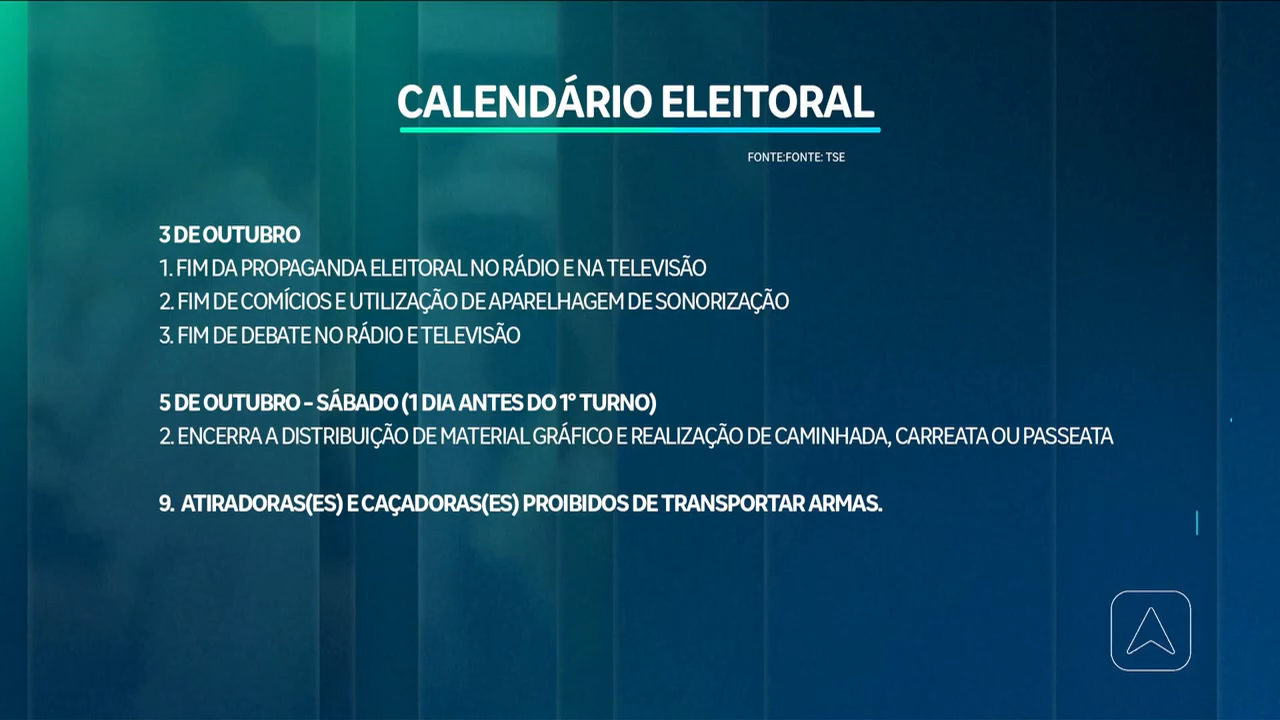 CALENDÁRIO ELEITORAL
FONTE:FONTE: TSE
3 DE OUTUBRO
1. FIM DA PROPAGANDA ELEITORAL NO RÁDIO E NA TELEVISÃO
2. FIM DE COMÍCIOS E UTILIZAÇÃO DE APARELHAGEM DE SONORIZAÇÃO
3. FIM DE DEBATE NO RÁDIO E TELEVISÃO
5 DE OUTUBRO - SÁBADO (1 DIA ANTES DO 1° TURNO)
2. ENCERRA A DISTRIBUIÇÃO DE MATERIAL GRÁFICO E REALIZAÇÃO DE CAMINHADA, CARREATA OU PASSEATA
9. ATIRADORAS(ES) E CAÇADORAS(ES) PROIBIDOS DE TRANSPORTAR ARMAS.